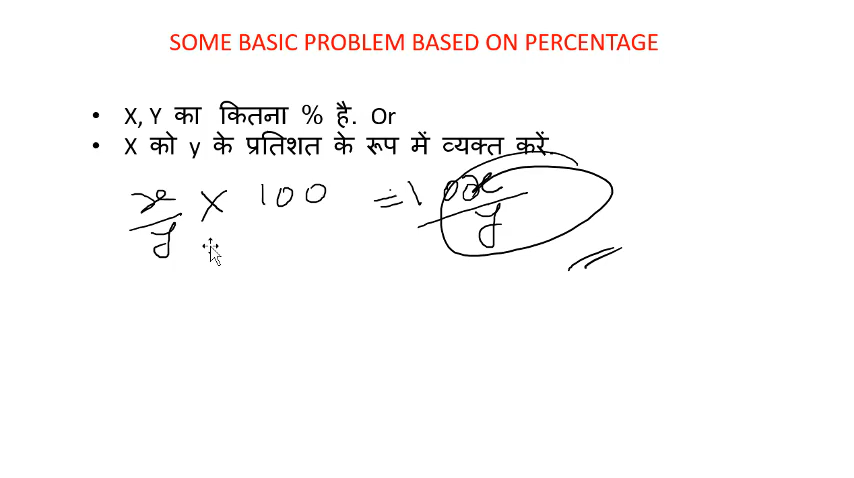 SOME BASIC PROBLEM BASED ON PERCENTAGE
• X, Y का कितना % है. Or
• X को y के प्रतिशत के रूप में व्यक्त करें.
x/y X 100 = 100x/y